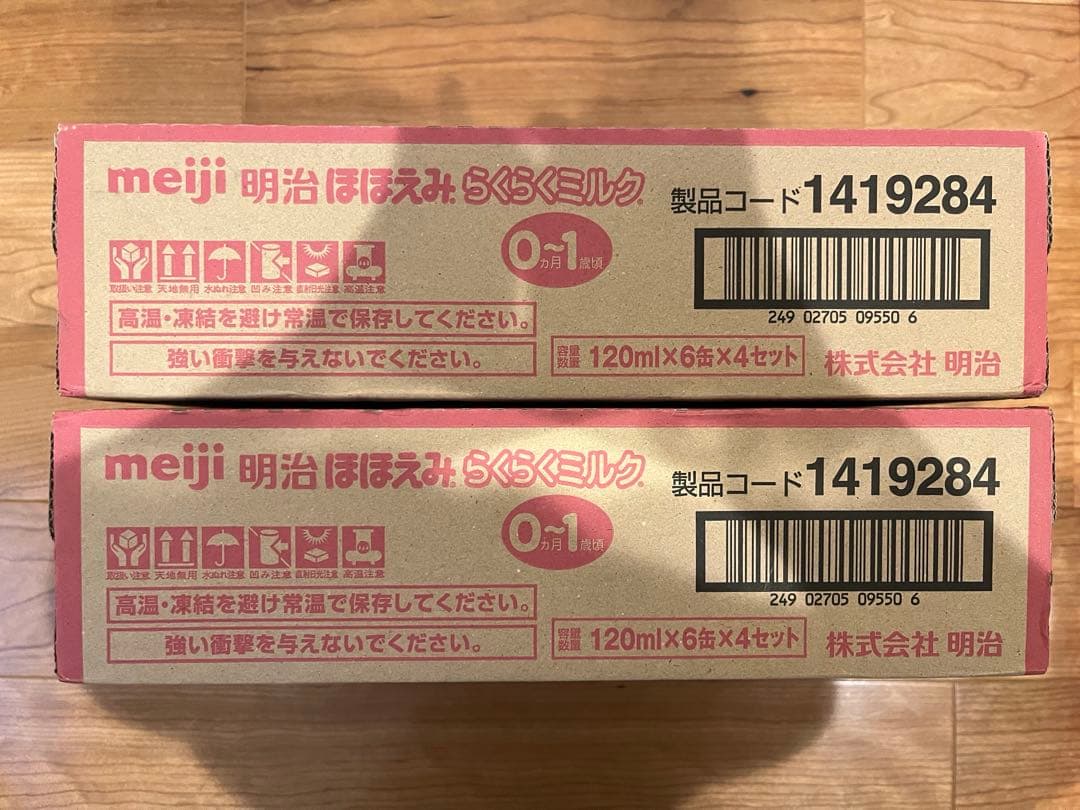 meiji 明治 ほほえみ らくらくミルク
製品コード1419284
0ヵ月~1歳頃
249 02705 09550 6
取扱い注意 天地無用 水ぬれ注意 凹み注意 直射日光注意 高温注意
高温・凍結を避け常温で保存してください。
強い衝撃を与えないでください。
容量 数量 120ml×6缶×4セット
株式会社 明治
meiji 明治 ほほえみ らくらくミルク
製品コード1419284
0ヵ月~1歳頃
249 02705 09550 6
取扱い注意 天地無用 水ぬれ注意 凹み注意 直射日光注意 高温注意
高温・凍結を避け常温で保存してください。
強い衝撃を与えないでください。
容量 数量 120ml×6缶×4セット
株式会社 明治